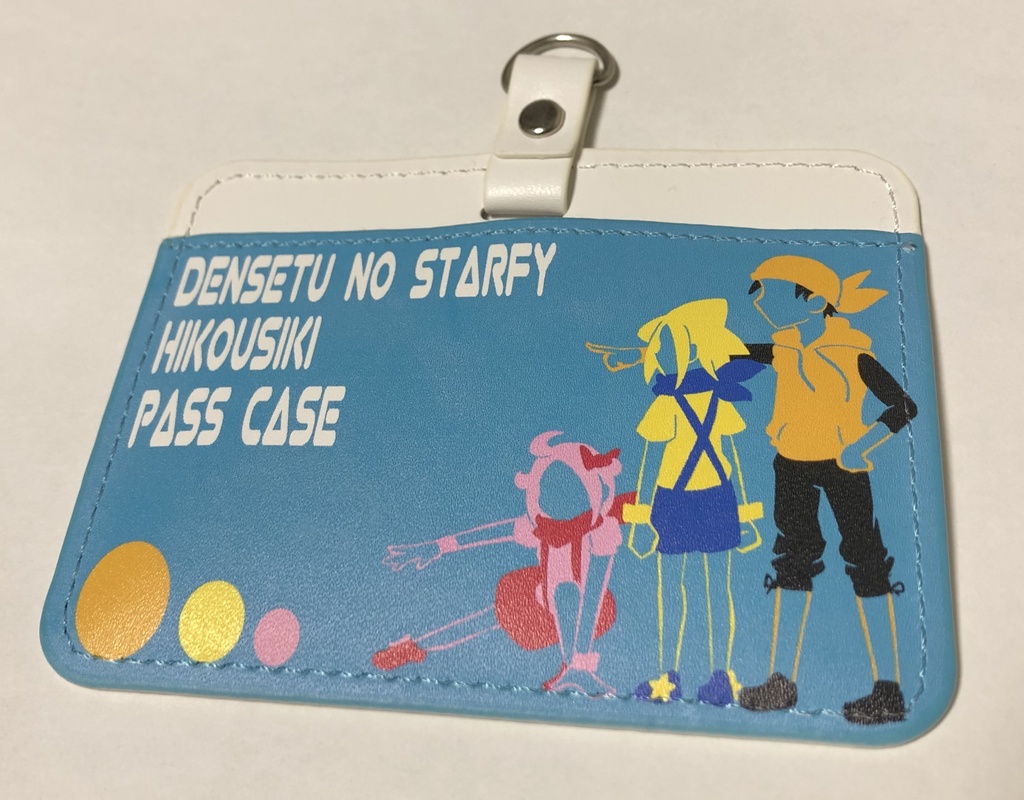 DENSETU NO STARFY
HIKOUSIKI
PASS CASE